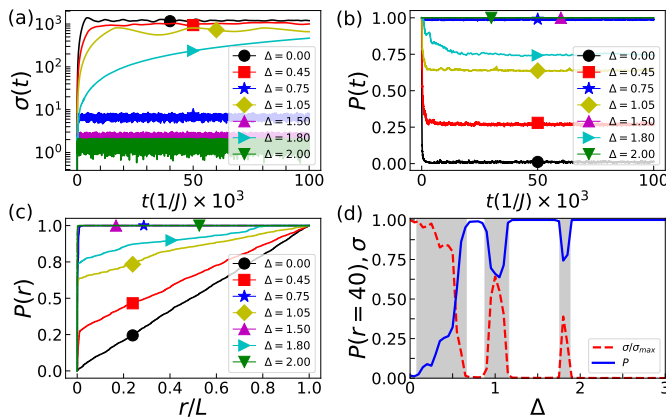 (a)
σ(t)
10³
10²
10¹
10⁰
0 20 40 60 80 100
t(1/J) × 10³
Δ = 0.00
Δ = 0.45
Δ = 0.75
Δ = 1.05
Δ = 1.50
Δ = 1.80
Δ = 2.00
(b)
P(t)
1.00
0.75
0.50
0.25
0.00
0 50 100
t(1/J) × 10³
Δ = 0.00
Δ = 0.45
Δ = 0.75
Δ = 1.05
Δ = 1.50
Δ = 1.80
Δ = 2.00
(c)
P(r)
1.0
0.8
0.5
0.2
0.0
0.0 0.2 0.4 0.6 0.8 1.0
r/L
Δ = 0.00
Δ = 0.45
Δ = 0.75
Δ = 1.05
Δ = 1.50
Δ = 1.80
Δ = 2.00
(d)
P(r = 40), σ
1.00
0.75
0.50
0.25
0.00
0 1 2 3
Δ
σ/σmax
P